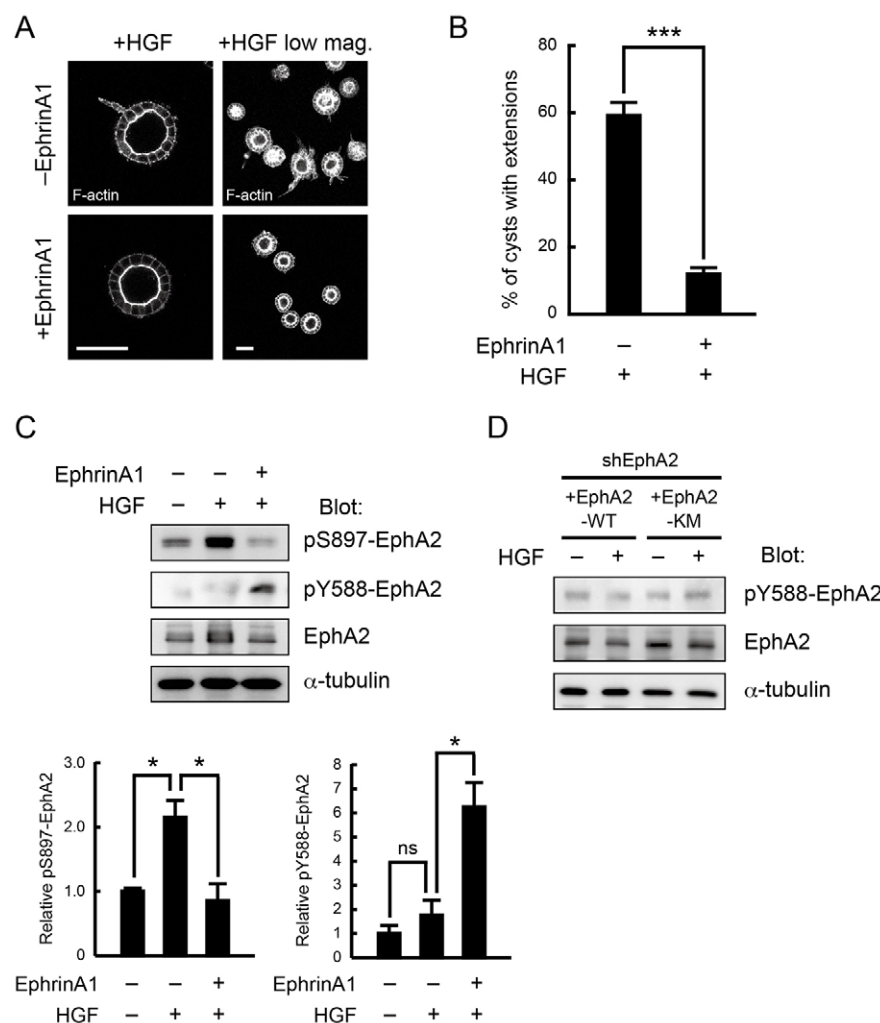 A
+HGF
+HGF low mag.
–EphrinA1
F-actin
F-actin
+EphrinA1
B
***
% of cysts with extensions
80
60
40
20
0
EphrinA1 – +
HGF + +
C
EphrinA1 – – +
HGF – + + Blot:
pS897-EphA2
pY588-EphA2
EphA2
α-tubulin
Relative pS897-EphA2
3.0
2.0
1.0
0
* *
EphrinA1 – – +
HGF – + +
Relative pY588-EphA2
8
7
6
5
4
3
2
1
0
ns
*
EphrinA1 – – +
HGF – + +
D
shEphA2
+EphA2 +EphA2
-WT -KM
HGF – + – + Blot:
pY588-EphA2
EphA2
α-tubulin